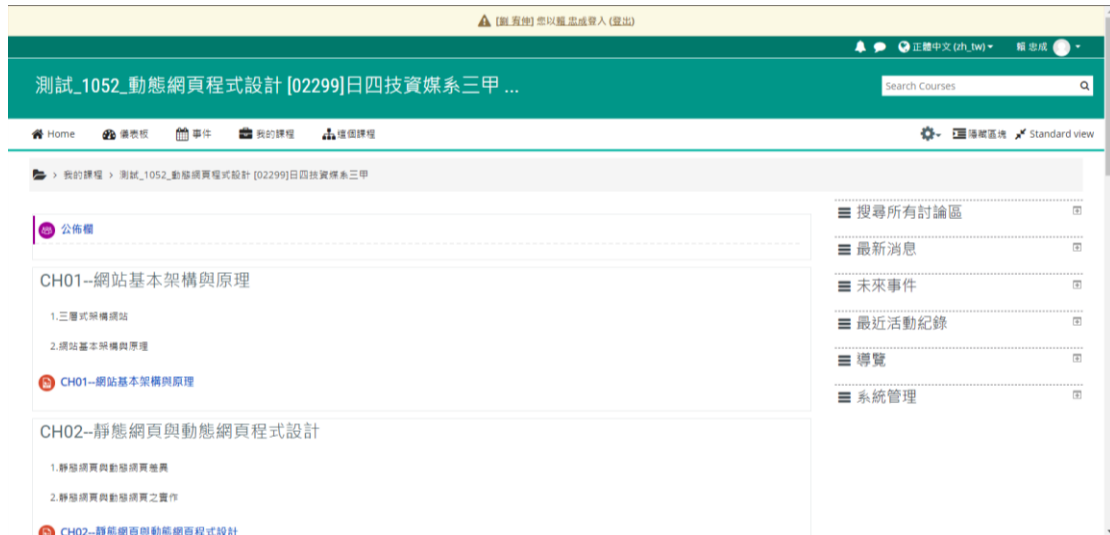 [劉 宥伸] 您以賴 忠成登入 (登出)
正體中文 (zh_tw) 賴 忠成
測試_1052_動態網頁程式設計 [02299]日四技資媒系三甲 ...
Search Courses
Home 儀表板 事件 我的課程 這個課程 隱藏區塊 Standard view
> 我的課程 > 測試_1052_動態網頁程式設計 [02299]日四技資媒系三甲
公佈欄
CH01--網站基本架構與原理
1.三層式架構網站
2.網站基本架構與原理
CH01--網站基本架構與原理
CH02--靜態網頁與動態網頁程式設計
1.靜態網頁與動態網頁差異
2.靜態網頁與動態網頁之實作
CH02--靜態網頁與動態網頁程式設計
搜尋所有討論區
最新消息
未來事件
最近活動紀錄
導覽
系統管理